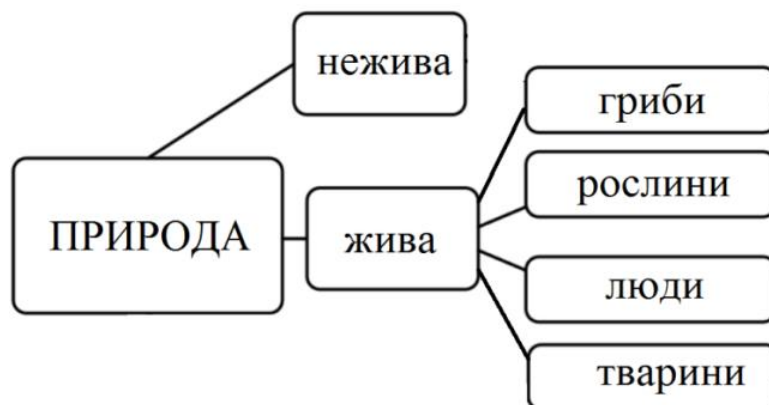 нежива
гриби
рослини
ПРИРОДА
жива
люди
тварини